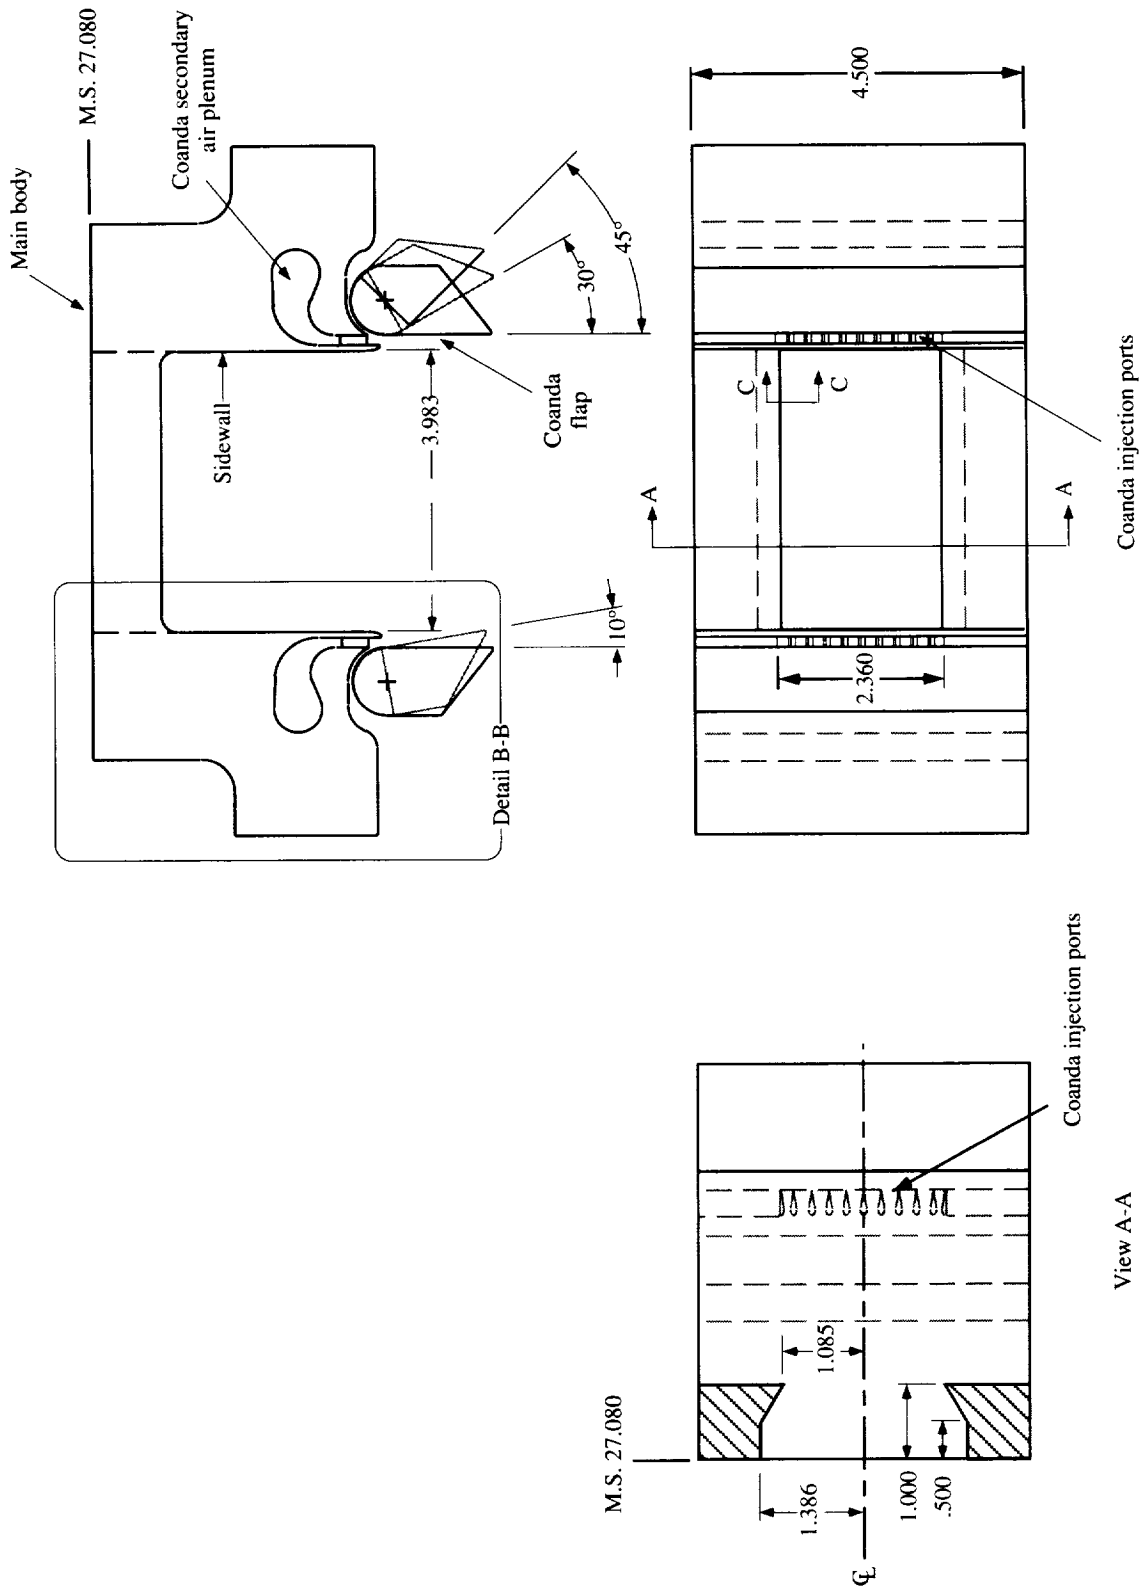 Main body
M.S. 27.080
Coanda secondary
air plenum
Sidewall
3.983
Coanda
flap
30°
45°
10°
Detail B-B
4.500
C
C
A
A
2.360
Coanda injection ports
M.S. 27.080
1.386
1.085
1.000
.500
℄
Coanda injection ports
View A-A